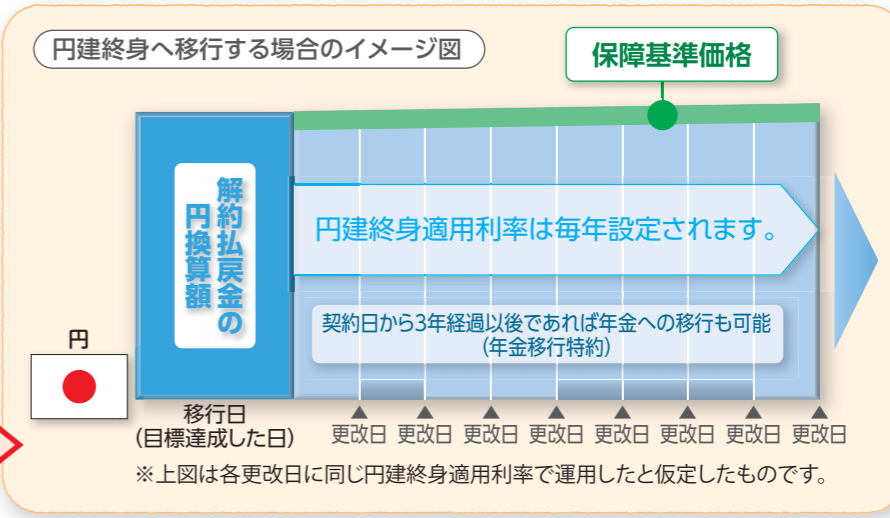 円建終身へ移行する場合のイメージ図
保障基準価格
解約払戻金の
円換算額
円建終身適用利率は毎年設定されます。
契約日から3年経過以後であれば年金への移行も可能
(年金移行特約)
円
移行日
(目標達成した日)
更改日 更改日 更改日 更改日 更改日 更改日 更改日 更改日
※上図は各更改日に同じ円建終身適用利率で運用したと仮定したものです。